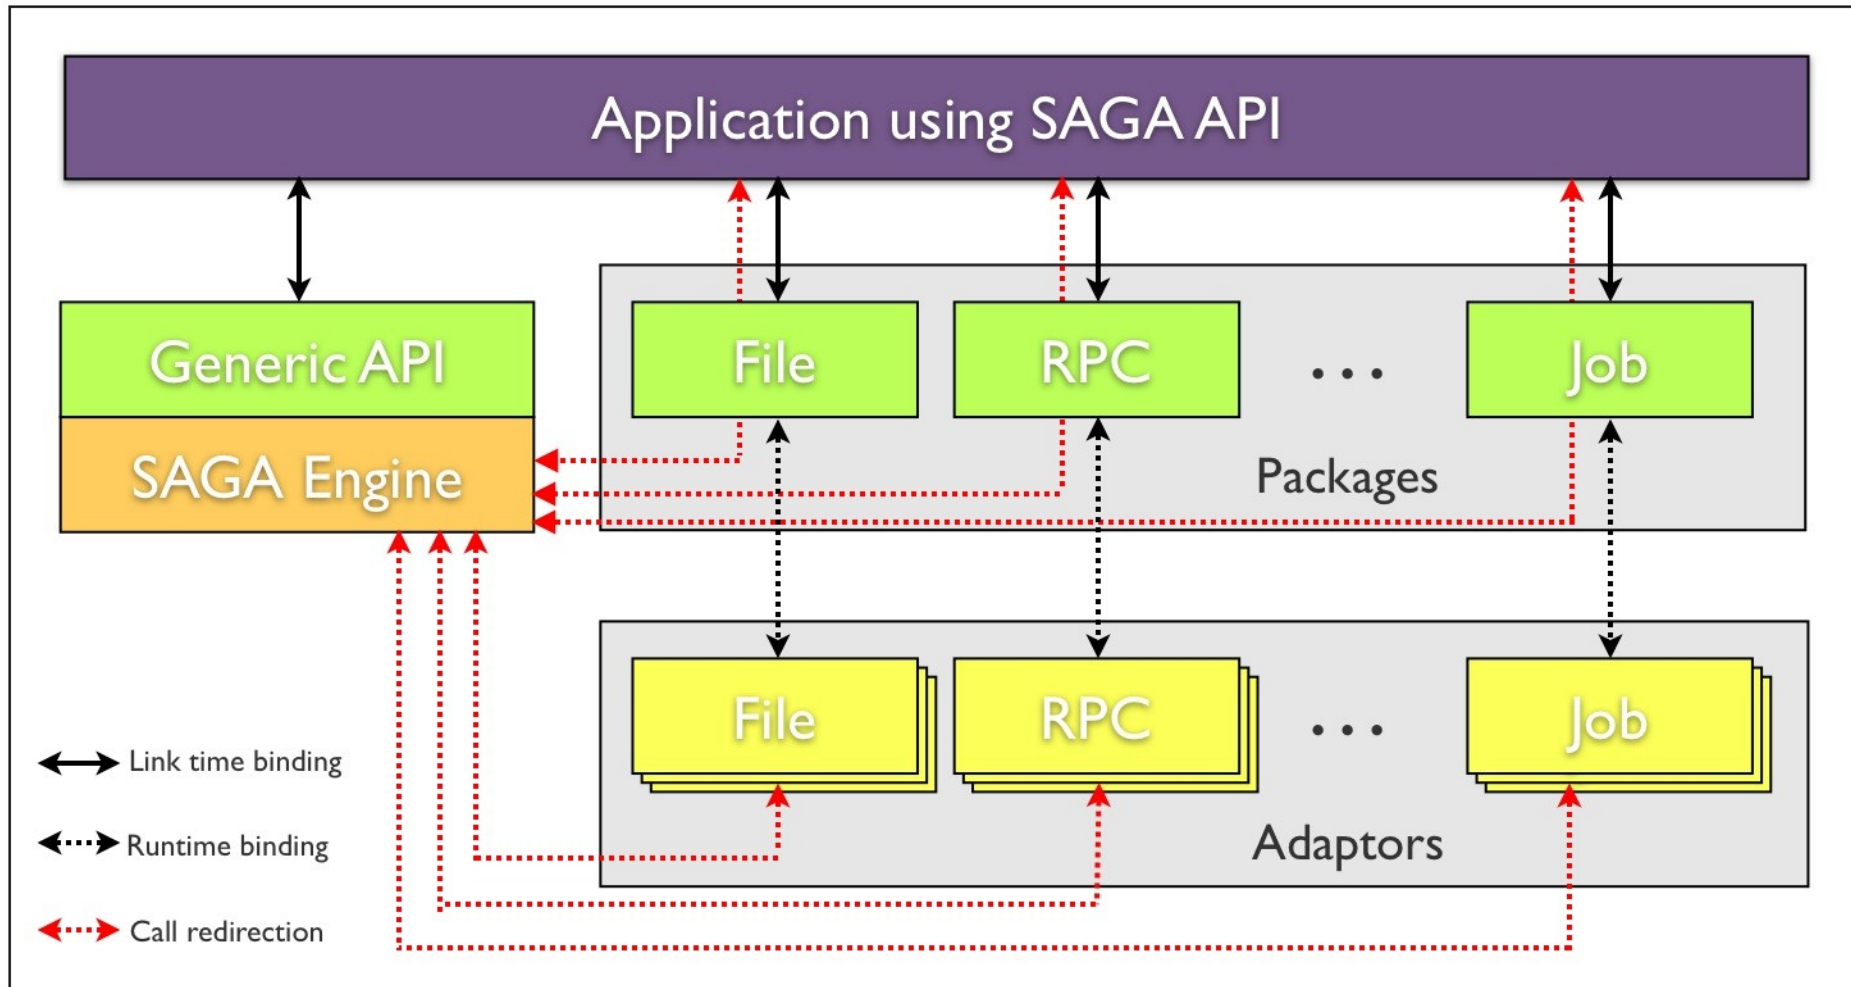 Application using SAGA API
Generic API
SAGA Engine
File
RPC
...
Job
Packages
File
RPC
...
Job
Adaptors
Link time binding
Runtime binding
Call redirection